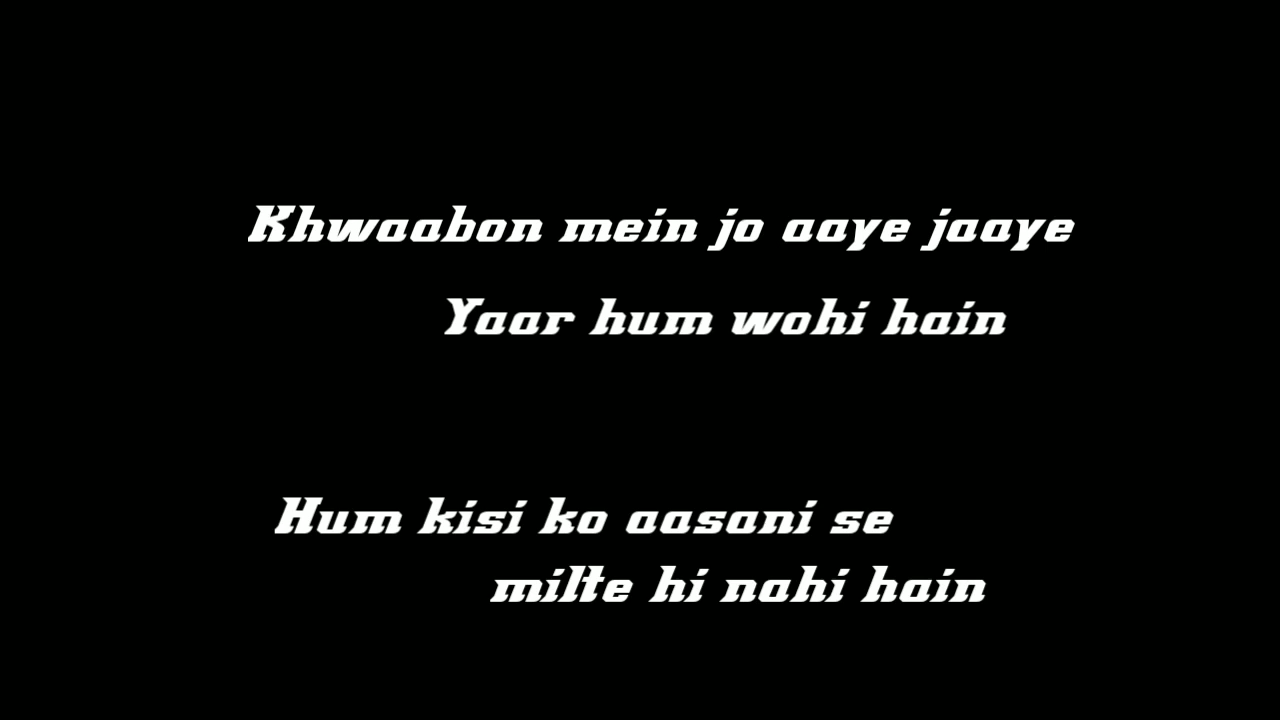 Khwaabon mein jo aaye jaaye
Yaar hum wohi hain
Hum kisi ko aasani se
milte hi nahi hain